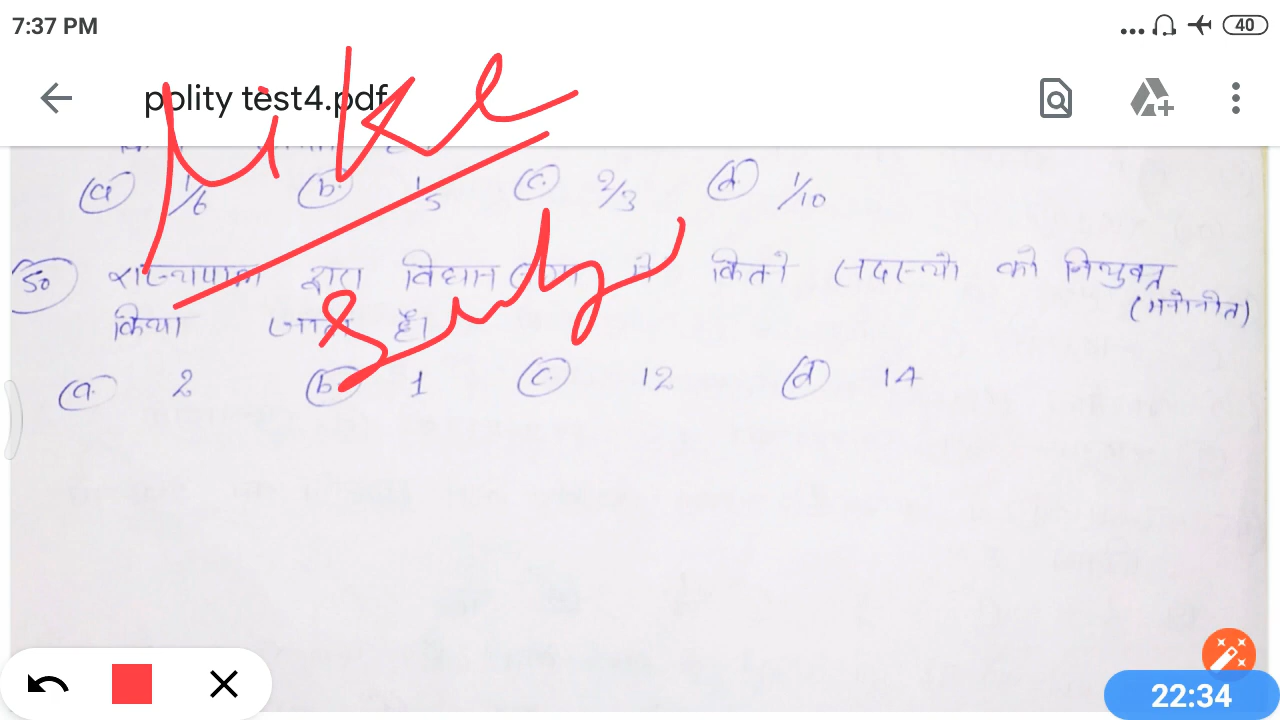 7:37 PM
40
polity test4.pdf
Like
(a) 1/6 (b.) 1/5 (c.) 2/3 (d.) 1/10
(50) राज्यपाल द्वारा विधान में कितने सदस्यो को नियुक्त
(मनोनीत)
किया जाता है।
(a.) 2 (b.) 1 (c.) 12 (d) 14
22:34